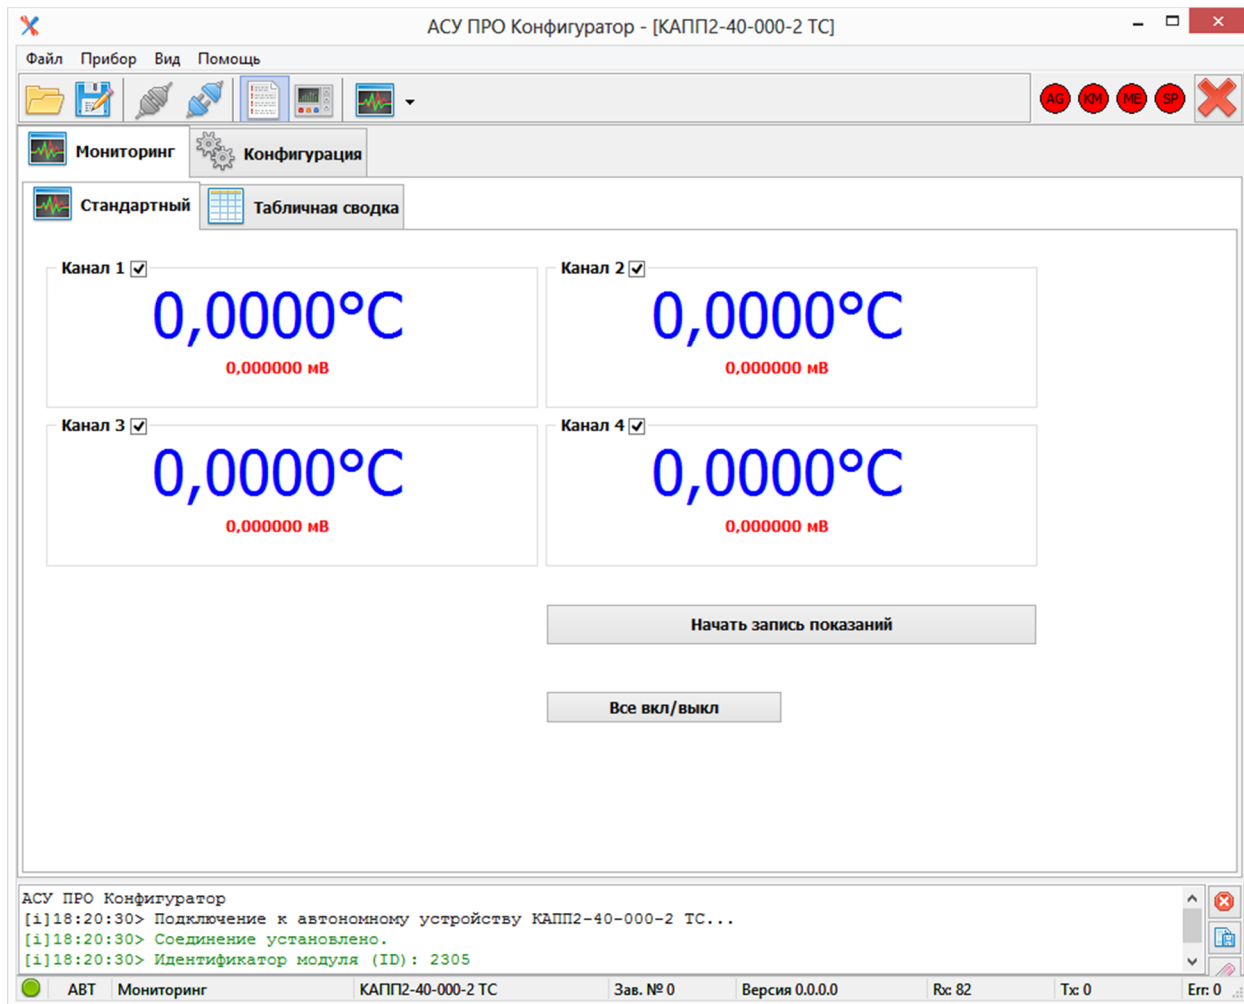 АСУ ПРО Конфигуратор - [КАПП2-40-000-2 ТС]
Файл Прибор Вид Помощь
AG KM ME SP
Мониторинг Конфигурация
Стандартный Табличная сводка
Канал 1 Канал 2
0,0000°C 0,0000°C
0,000000 мВ 0,000000 мВ
Канал 3 Канал 4
0,0000°C 0,0000°C
0,000000 мВ 0,000000 мВ
Начать запись показаний
Все вкл/выкл
АСУ ПРО Конфигуратор
[i]18:20:30> Подключение к автономному устройству КАПП2-40-000-2 ТС...
[i]18:20:30> Соединение установлено.
[i]18:20:30> Идентификатор модуля (ID): 2305
АВТ Мониторинг КАПП2-40-000-2 ТС Зав. № 0 Версия 0.0.0.0 Rx: 82 Tx: 0 Err: 0